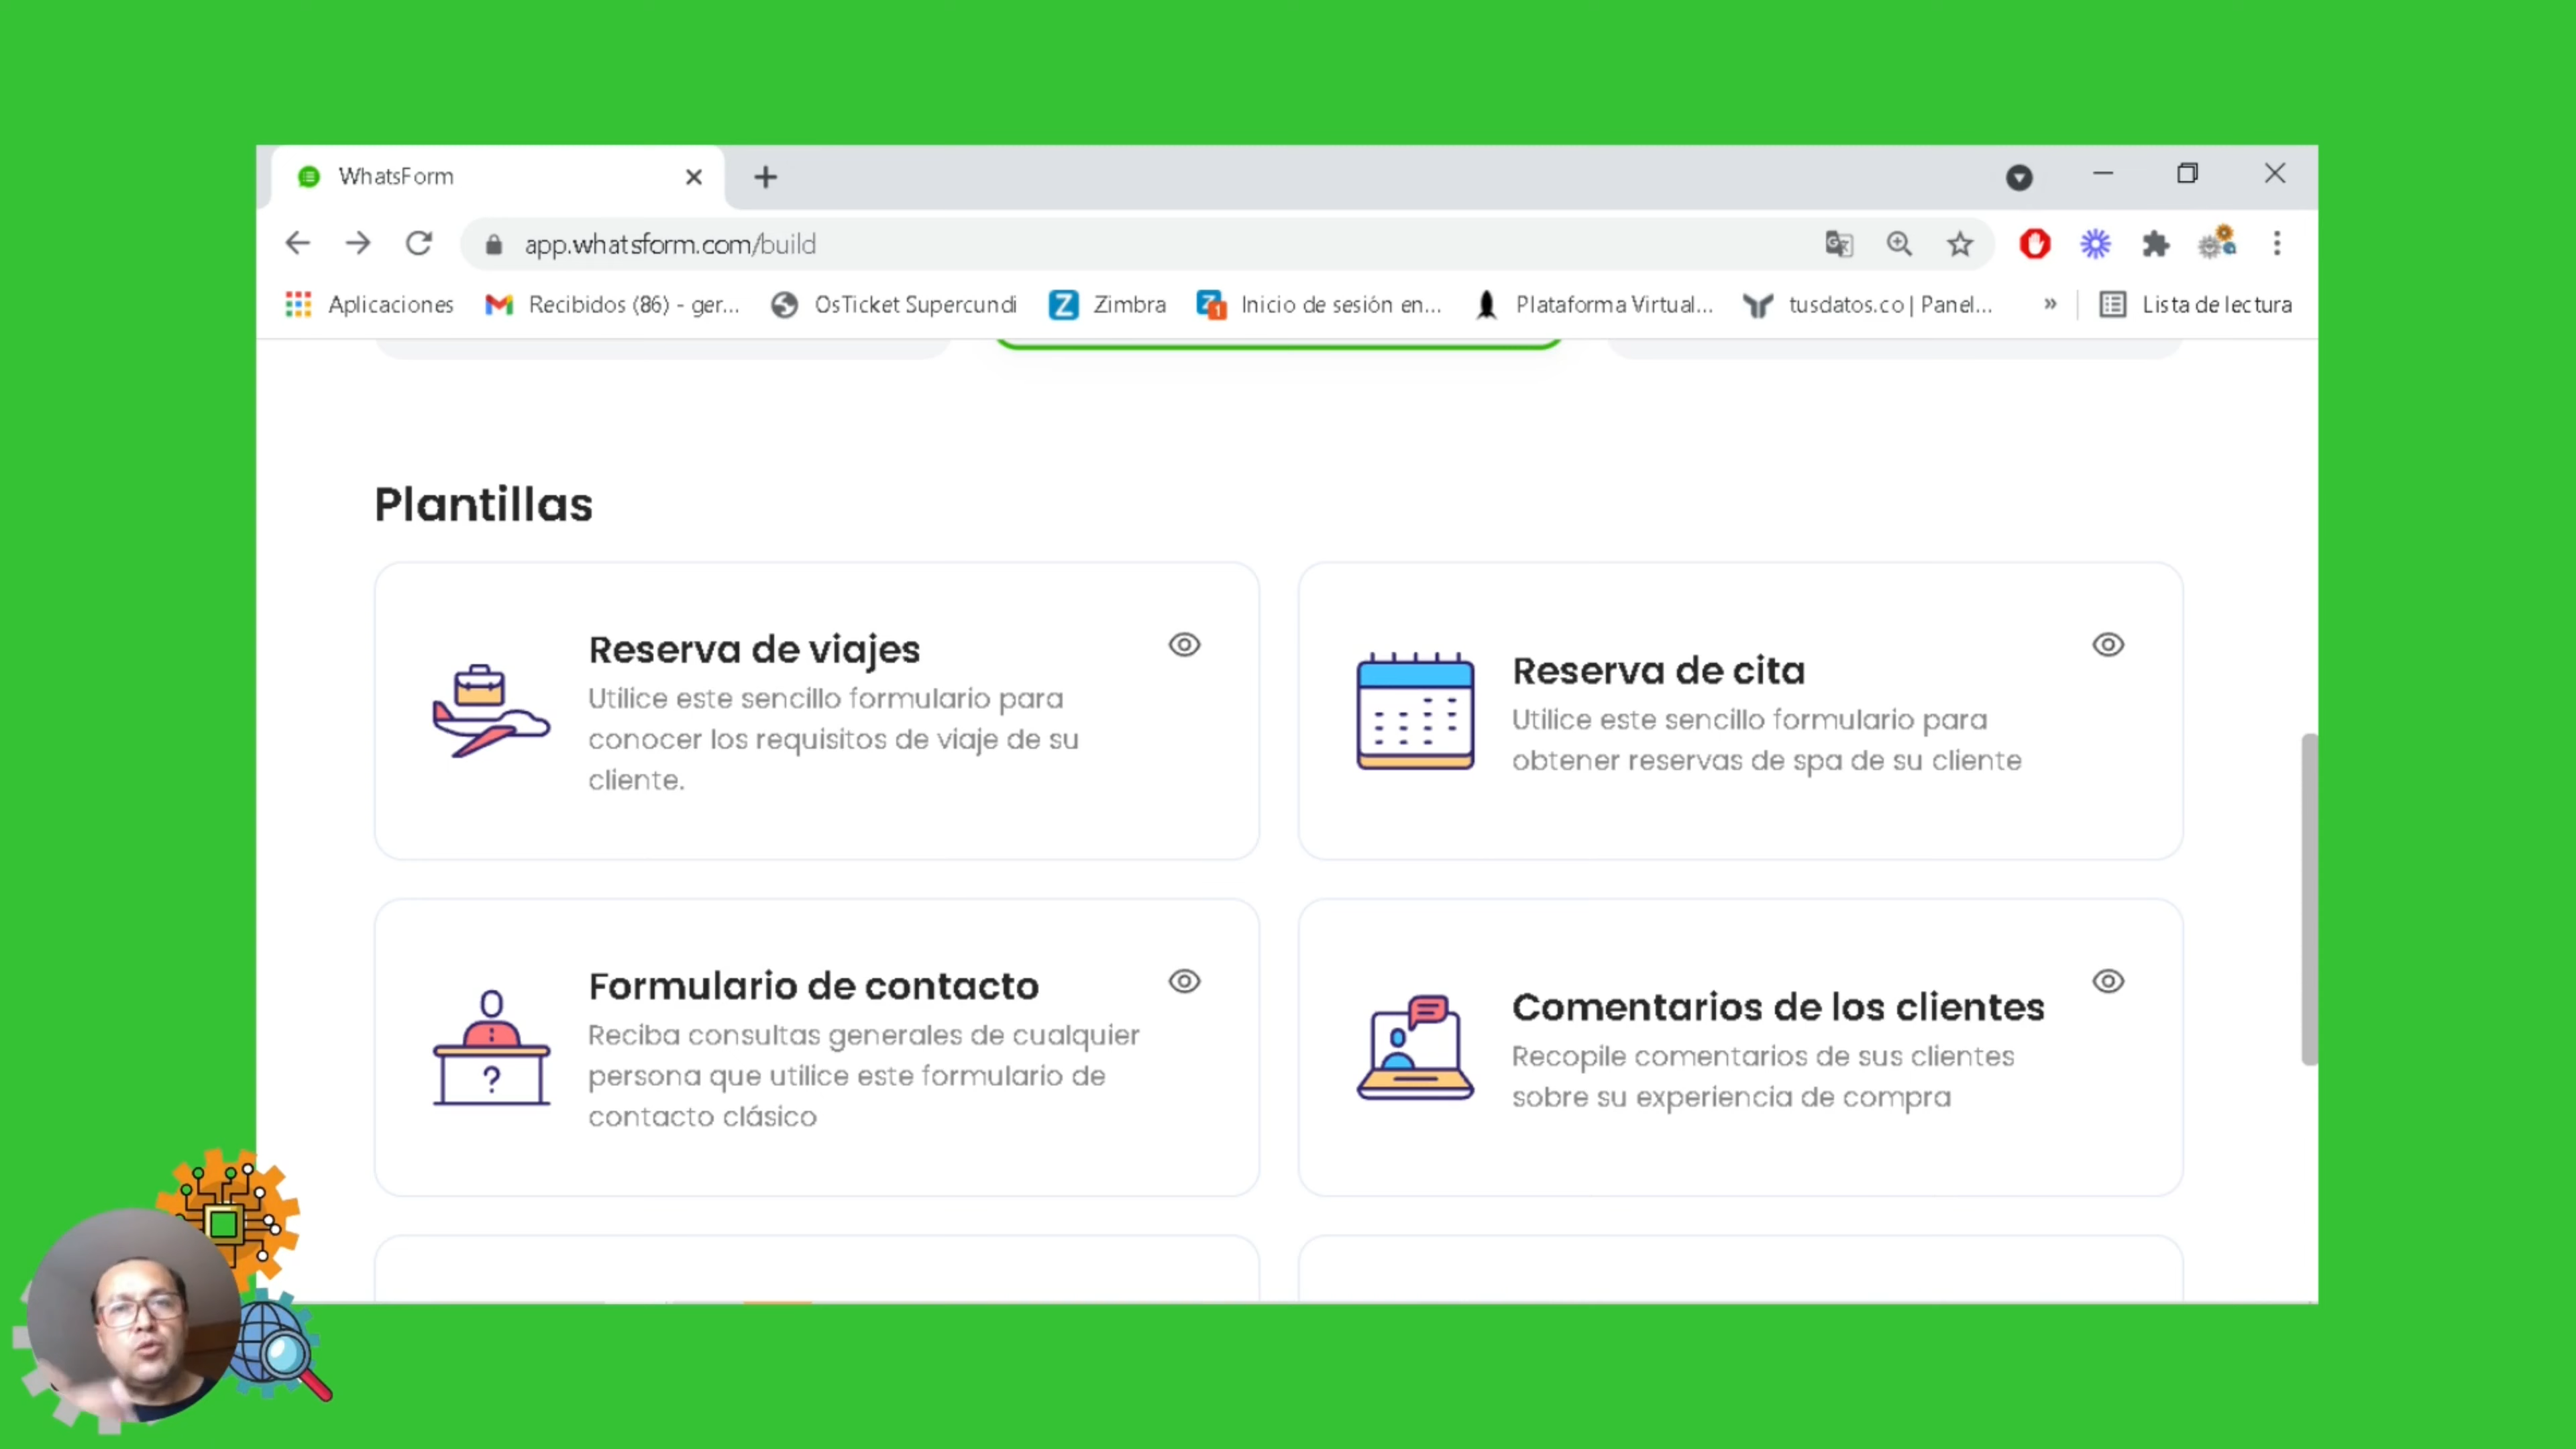 WhatsForm
app.whatsform.com/build
Aplicaciones
Recibidos (86) - ger...
OsTicket Supercundi
Zimbra
Inicio de sesión en...
Plataforma Virtual...
tusdatos.co | Panel...
»
Lista de lectura
Plantillas
Reserva de viajes
Utilice este sencillo formulario para
conocer los requisitos de viaje de su
cliente.
Reserva de cita
Utilice este sencillo formulario para
obtener reservas de spa de su cliente
Formulario de contacto
Reciba consultas generales de cualquier
persona que utilice este formulario de
contacto clásico
Comentarios de los clientes
Recopile comentarios de sus clientes
sobre su experiencia de compra